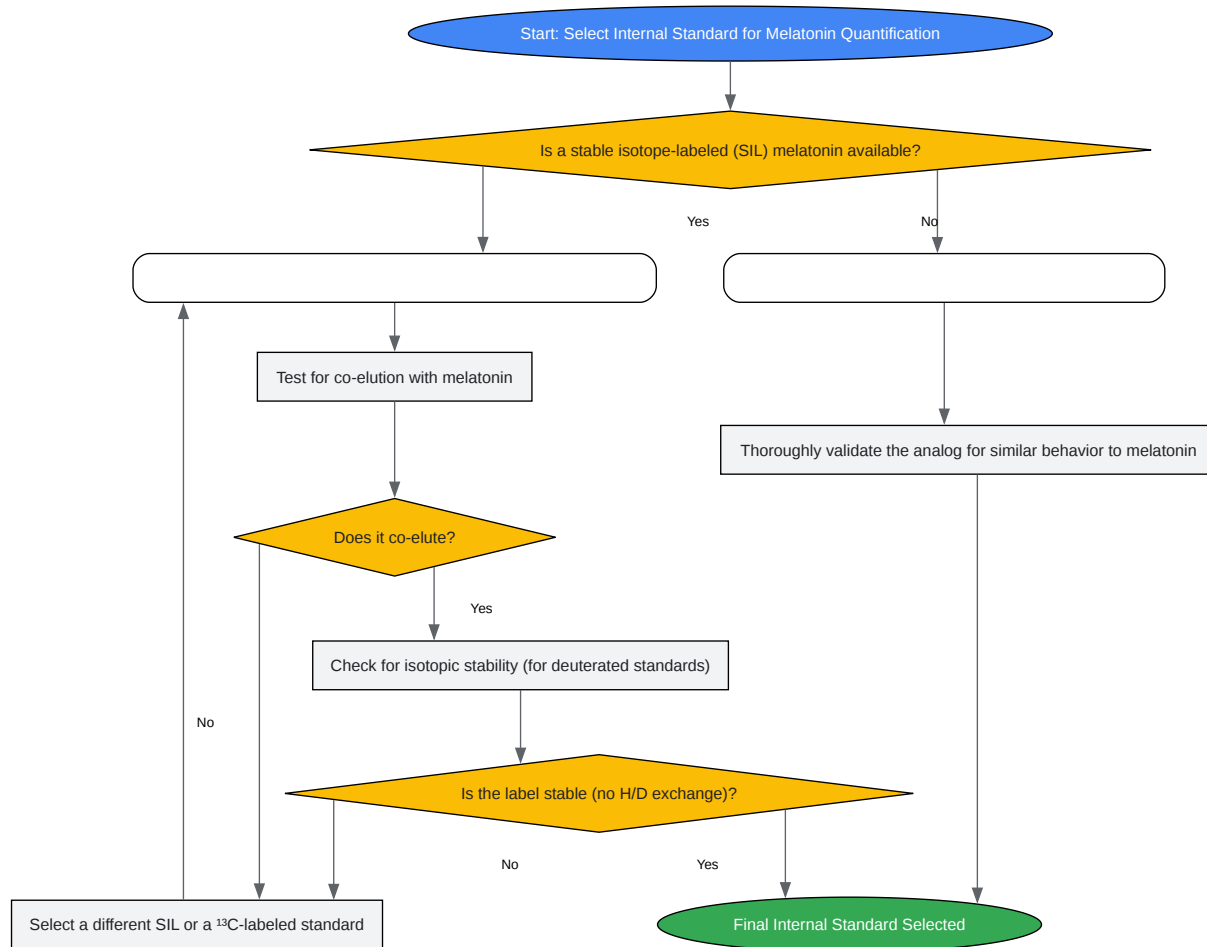 Start: Select Internal Standard for Melatonin Quantification
Is a stable isotope-labeled (SIL) melatonin available?
Yes
No
Test for co-elution with melatonin
Thoroughly validate the analog for similar behavior to melatonin
Does it co-elute?
Yes
Check for isotopic stability (for deuterated standards)
No
Is the label stable (no H/D exchange)?
No
Yes
Select a different SIL or a ¹³C-labeled standard
Final Internal Standard Selected